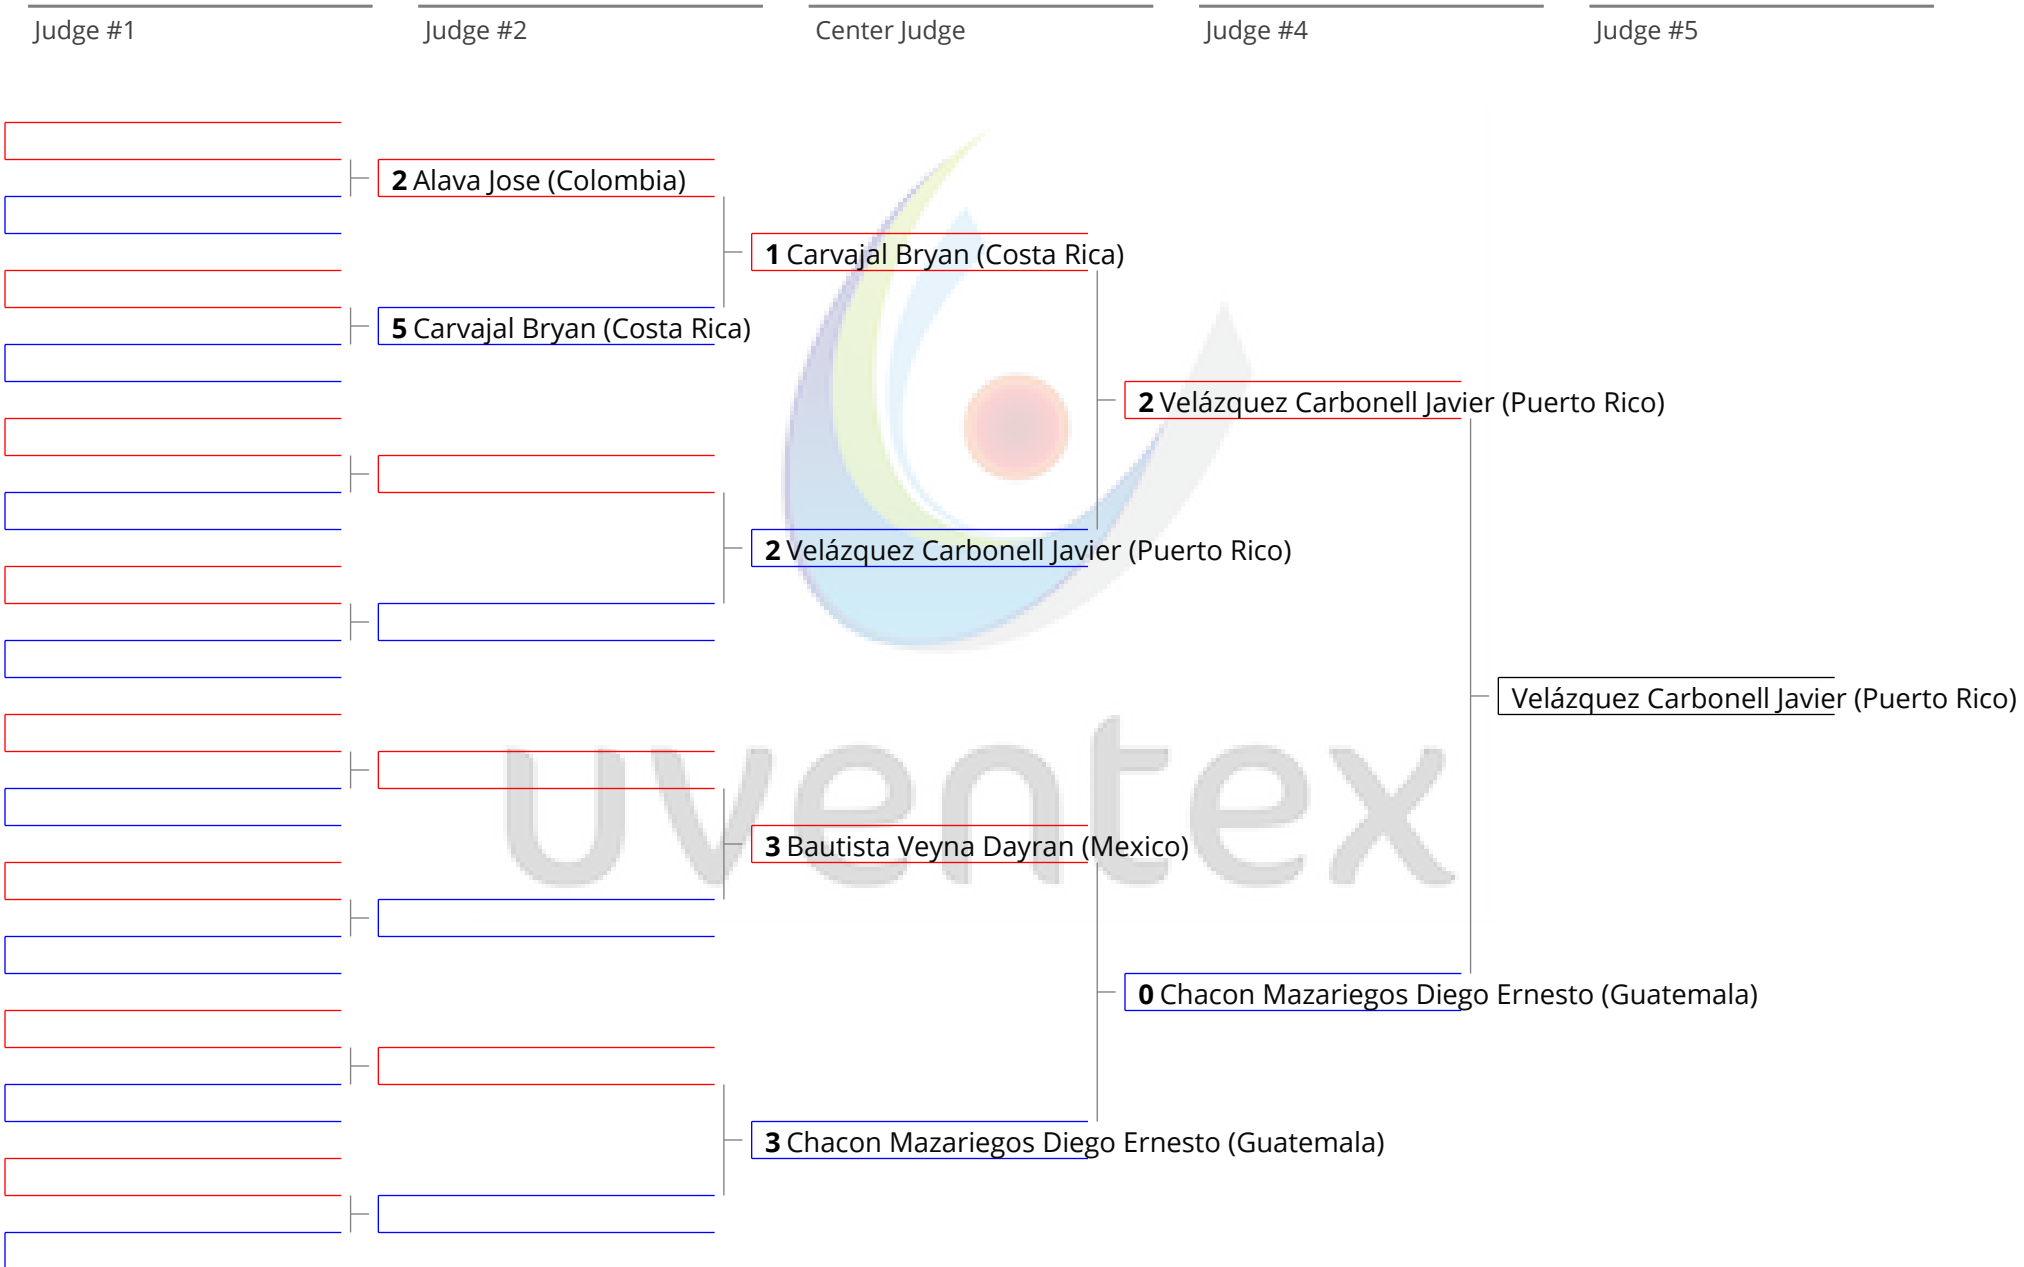 Judge #1
Judge #2
Center Judge
Judge #4
Judge #5
2 Alava Jose (Colombia)
1 Carvajal Bryan (Costa Rica)
5 Carvajal Bryan (Costa Rica)
2 Velázquez Carbonell Javier (Puerto Rico)
2 Velázquez Carbonell Javier (Puerto Rico)
Velázquez Carbonell Javier (Puerto Rico)
uventex
3 Bautista Veyna Dayran (Mexico)
0 Chacon Mazariegos Diego Ernesto (Guatemala)
3 Chacon Mazariegos Diego Ernesto (Guatemala)